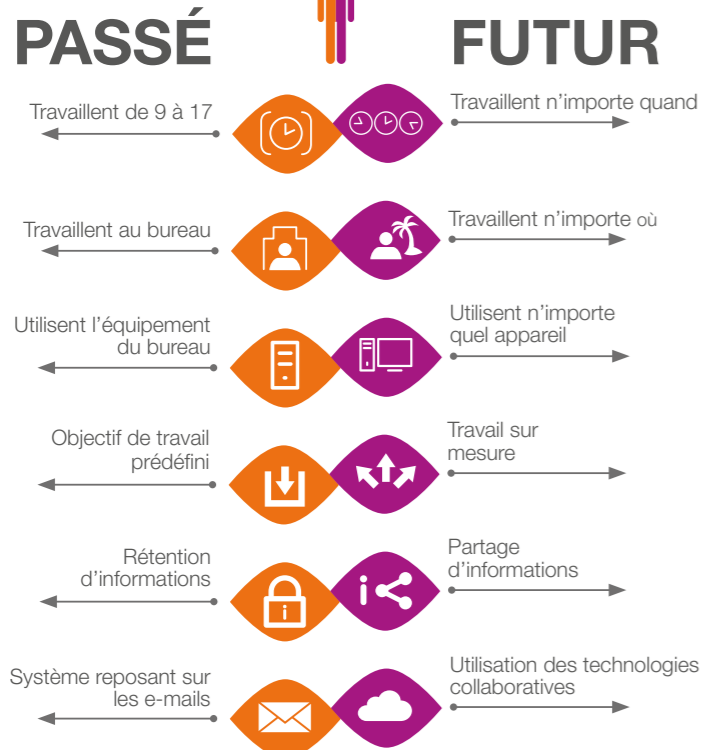 PASSÉ
FUTUR
Travaillent de 9 à 17
Travaillent n'importe quand
Travaillent au bureau
Travaillent n'importe où
Utilisent l'équipement
du bureau
Utilisent n'importe
quel appareil
Objectif de travail
prédéfini
Travail sur
mesure
Rétention
d'informations
Partage
d'informations
i
i
Système reposant sur
les e-mails
Utilisation des technologies
collaboratives